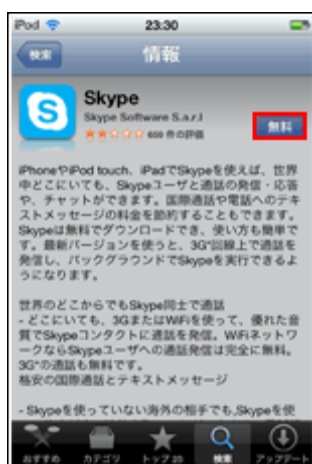 iPod 23:30
検索 情報
Skype
Skype Software S.a.r.l
件の評価
無料
iPhoneやiPod touch、iPadでSkypeを使えば、世界
中どこにいても、Skypeユーザと通話の発信・応答
や、チャットができます。国際通話や電話へのテキ
ストメッセージの料金を節約することもできます。
Skypeは無料でダウンロードでき、使い方も簡単で
す。最新バージョンを使うと、3G*回線上で通話を
発信し、バックグラウンドでSkypeを実行できるよ
うになります。
世界のどこからでもSkype同士で通話
- どこにいても、3GまたはWiFiを使って、優れた音
質でSkypeコンタクトに通話を発信。WiFiネットワ
ークならSkypeユーザへの通話発信は完全に無料。
3G*の通話も無料です。
格安の国際通話とテキストメッセージ
- Skypeを使っていない海外の相手でも,Skypeを使
おすすめ カテゴリ トップ25 検索 アップデート